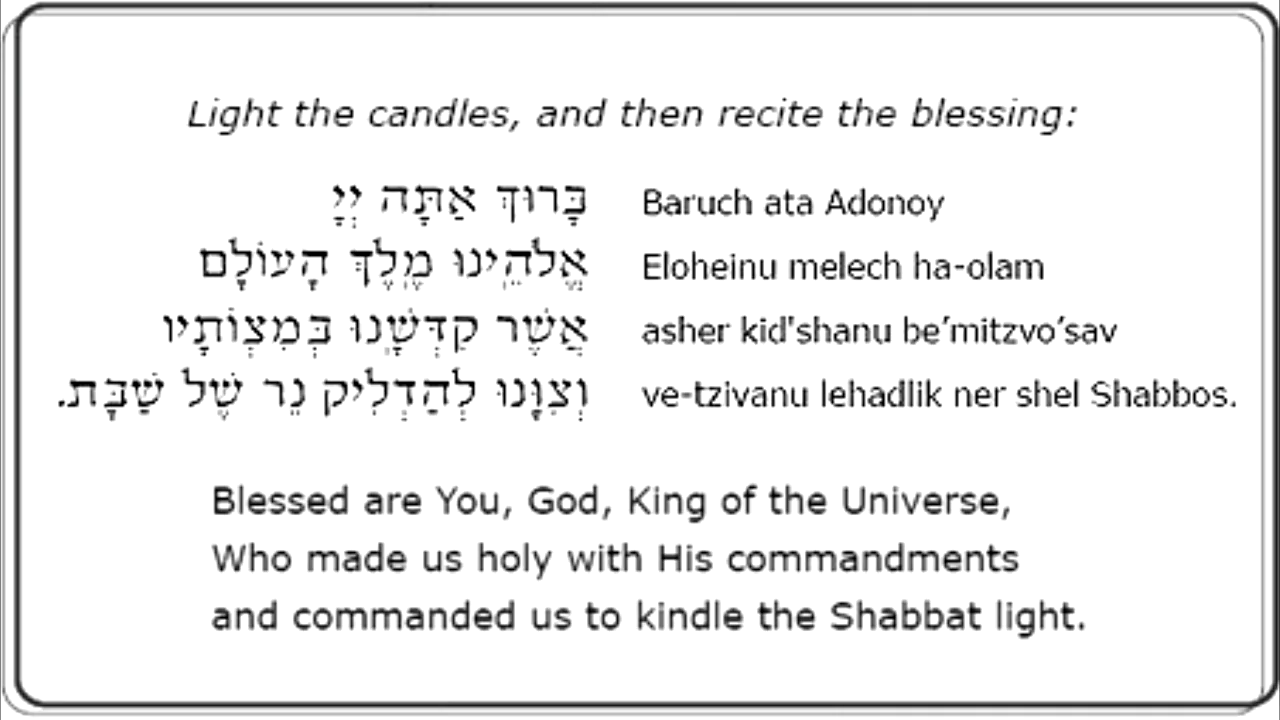 Light the candles, and then recite the blessing:
בָּרוּךְ אַתָּה יְיָ Baruch ata Adonoy
אֱלֹהֵֽינוּ מֶֽלֶךְ הָעוֹלָם Eloheinu melech ha-olam
אֲשֶׁר קִדְּשָֽׁנוּ בְּמִצְוֹתָיו asher kid'shanu be’mitzvo’sav
וְצִוָּֽנוּ לְהַדְלִיק נֵר שֶׁל שַׁבָּת. ve-tzivanu lehadlik ner shel Shabbos.
Blessed are You, God, King of the Universe,
Who made us holy with His commandments
and commanded us to kindle the Shabbat light.